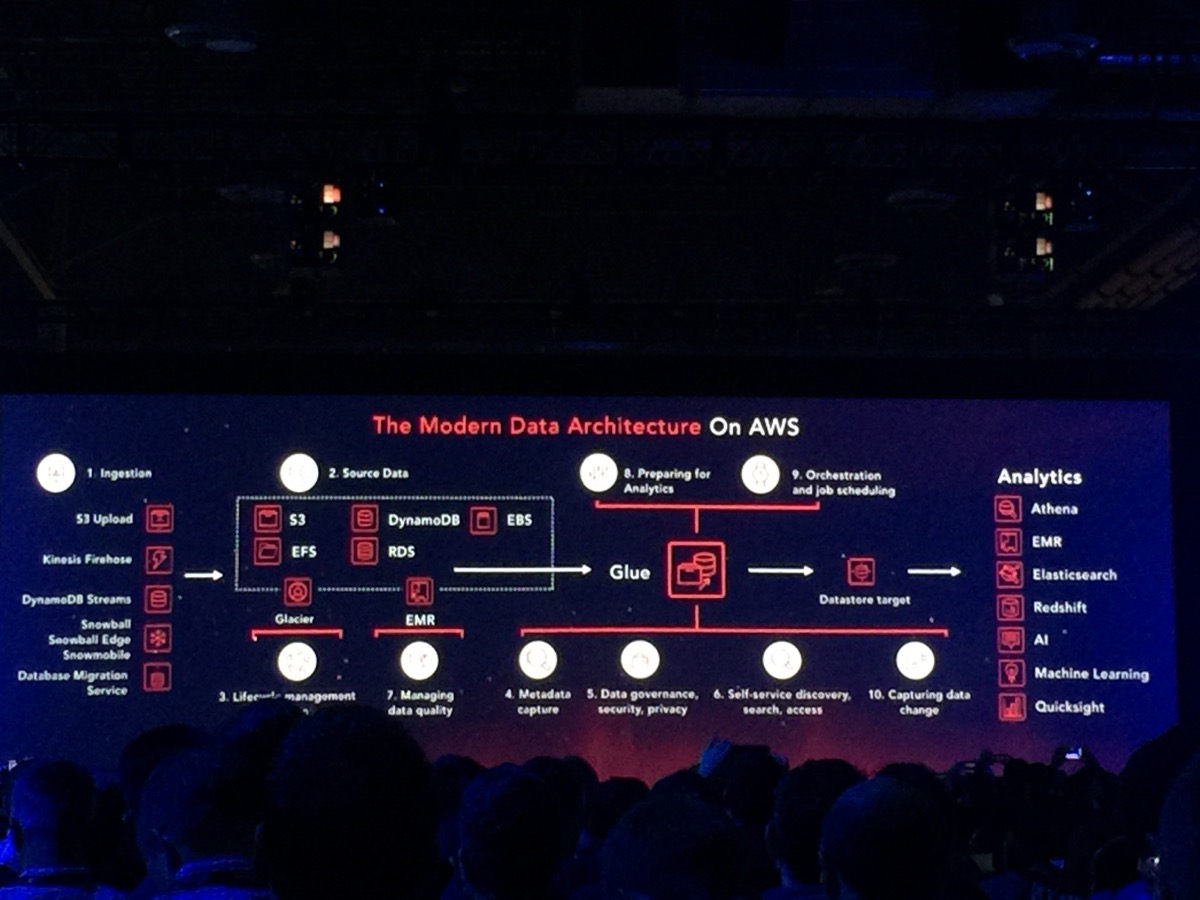 The Modern Data Architecture On AWS
1. Ingestion
S3 Upload
Kinesis Firehose
DynamoDB Streams
Snowball
Snowball Edge
Snowmobile
Database Migration
Service
2. Source Data
S3
DynamoDB
EBS
EFS
RDS
Glacier
EMR
3. Lifecycle management
7. Managing
data quality
8. Preparing for
Analytics
9. Orchestration
and job scheduling
Glue
Datastore target
4. Metadata
capture
5. Data governance,
security, privacy
6. Self-service discovery,
search, access
10. Capturing data
change
Analytics
Athena
EMR
Elasticsearch
Redshift
AI
Machine Learning
Quicksight